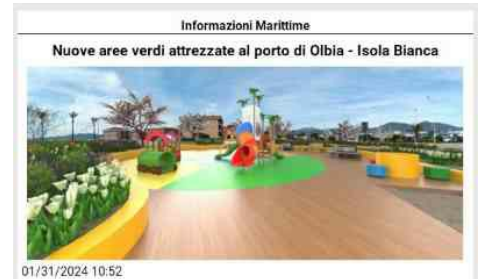 Informazioni Marittime
Nuove aree verdi attrezzate al porto di Olbia - Isola Bianca
01/31/2024 10:52